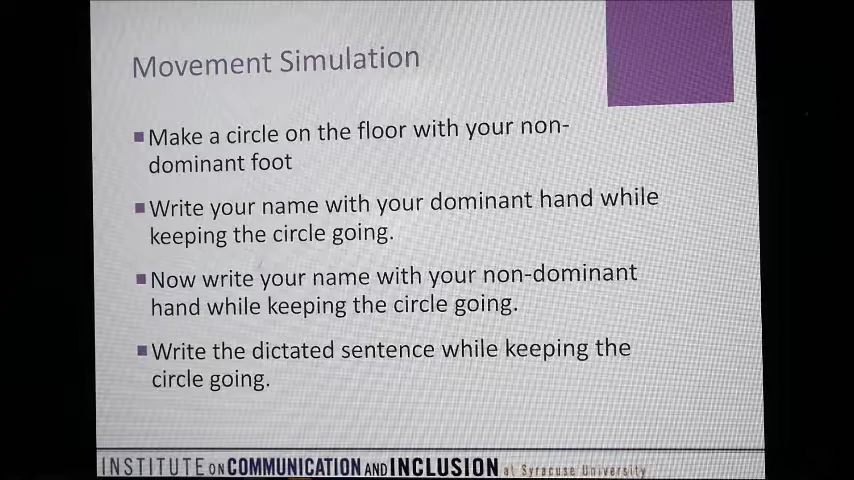 Movement Simulation
Make a circle on the floor with your non-
dominant foot
Write your name with your dominant hand while
keeping the circle going.
Now write your name with your non-dominant
hand while keeping the circle going.
Write the dictated sentence while keeping the
circle going.
INSTITUTE ON COMMUNICATION AND INCLUSION at Syracuse University